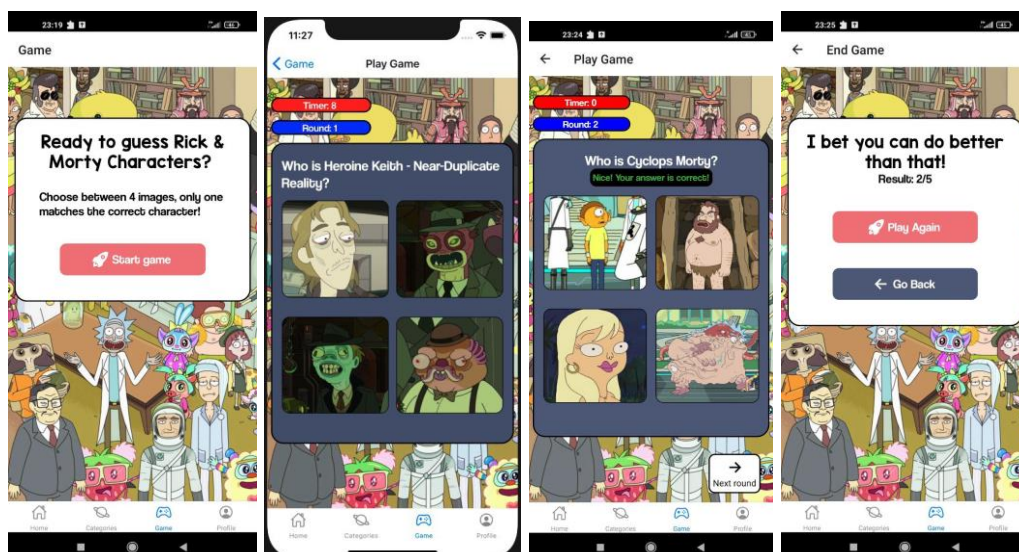 23:19
Game
Ready to guess Rick &
Morty Characters?
Choose between 4 images, only one
matches the correct character!
Start game
Home Categories Game Profile
11:27
Game Play Game
Timer: 8
Round: 1
Who is Heroine Keith - Near-Duplicate
Reality?
Home Categories Game Profile
23:24
Play Game
Timer: 0
Round: 2
Who is Cyclops Morty?
Nice! Your answer is correct!
Next round
Home Categories Game Profile
23:25
End Game
I bet you can do better
than that!
Result: 2/5
Play Again
Go Back
Home Categories Game Profile